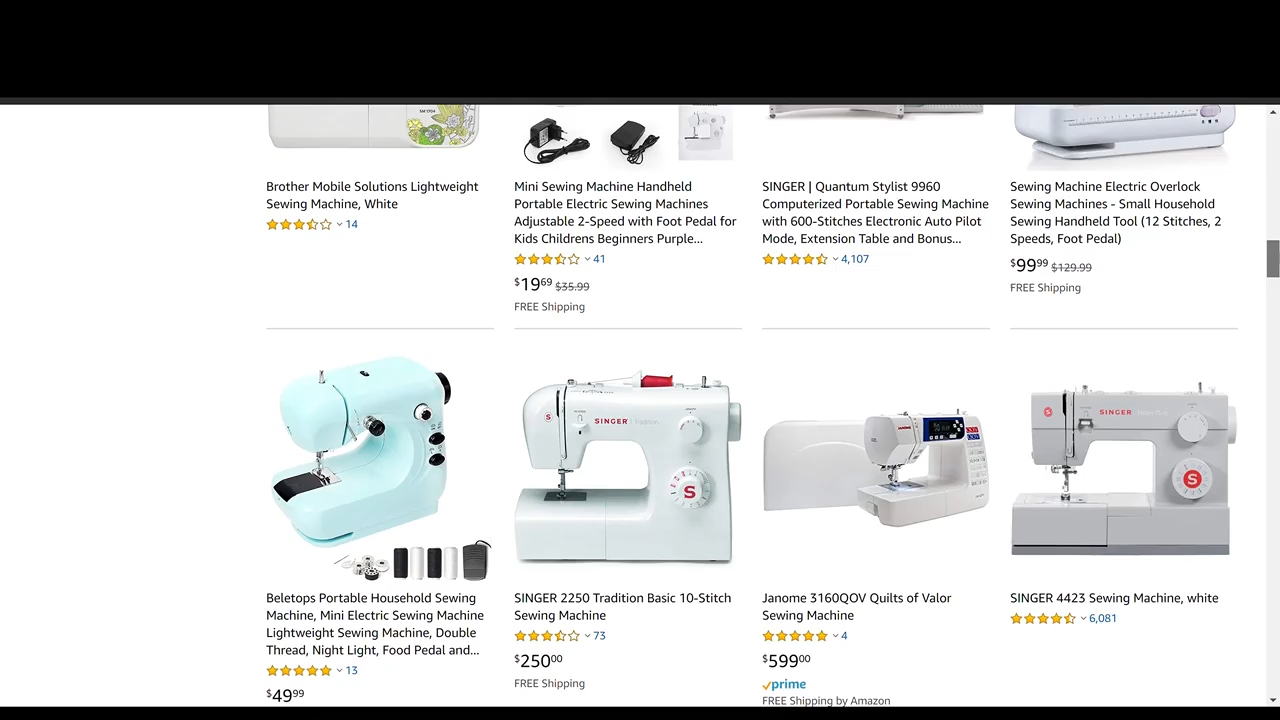 SM1704
Brother Mobile Solutions Lightweight
Sewing Machine, White
14
Mini Sewing Machine Handheld
Portable Electric Sewing Machines
Adjustable 2-Speed with Foot Pedal for
Kids Childrens Beginners Purple...
41
$1969 $35.99
FREE Shipping
SINGER | Quantum Stylist 9960
Computerized Portable Sewing Machine
with 600-Stitches Electronic Auto Pilot
Mode, Extension Table and Bonus...
4,107
Sewing Machine Electric Overlock
Sewing Machines - Small Household
Sewing Handheld Tool (12 Stitches, 2
Speeds, Foot Pedal)
$9999 $129.99
FREE Shipping
Beletops Portable Household Sewing
Machine, Mini Electric Sewing Machine
Lightweight Sewing Machine, Double
Thread, Night Light, Food Pedal and...
13
$4999
S
SINGER Tradition
S
SINGER 2250 Tradition Basic 10-Stitch
Sewing Machine
73
$25000
FREE Shipping
JANOME
Janome 3160QOV Quilts of Valor
Sewing Machine
4
$59900
prime
FREE Shipping by Amazon
S
SINGER
S
SINGER 4423 Sewing Machine, white
6,081